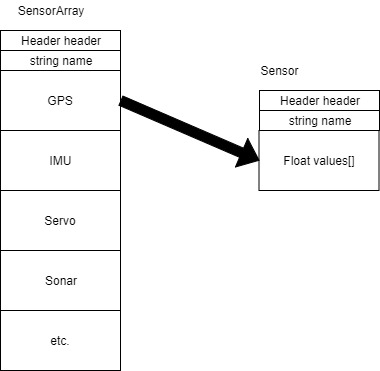 SensorArray
Header header
string name
GPS
IMU
Servo
Sonar
etc.
Sensor
Header header
string name
Float values[]